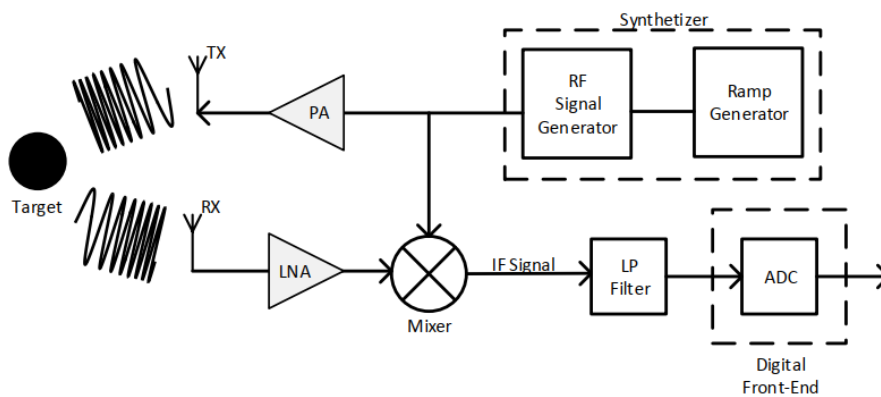 Synthetizer
TX
RF
Signal
Generator
Ramp
Generator
PA
Target
RX
LNA
IF Signal
LP
Filter
ADC
Mixer
Digital
Front-End